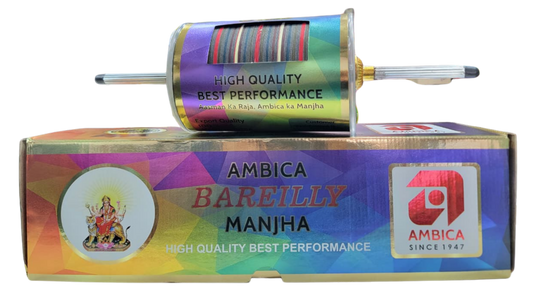 HIGH QUALITY
BEST PERFORMANCE
Aasman Ka Raja, Ambica ka Manjha
AMBICA
BAREILLY
MANJHA
HIGH QUALITY BEST PERFORMANCE
AMBICA
SINCE 1947